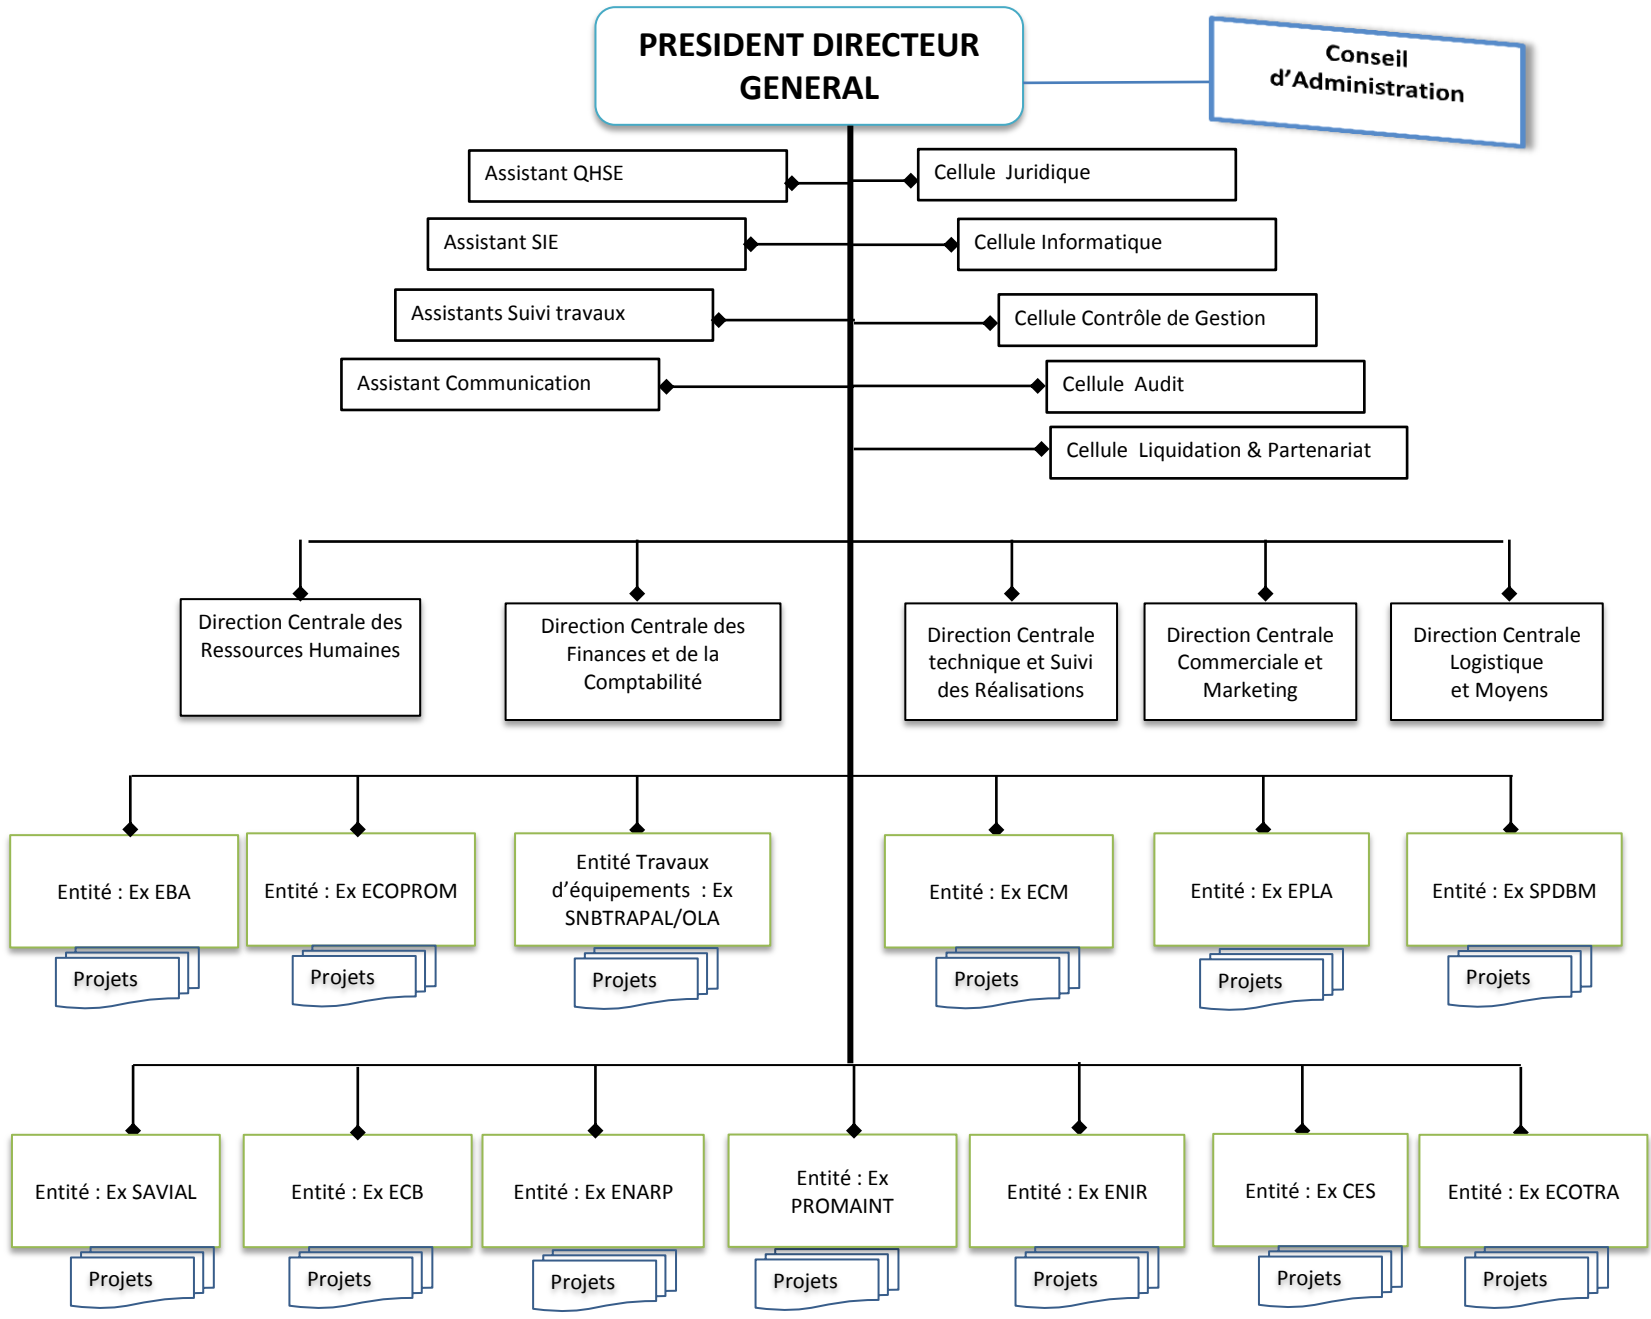 PRESIDENT DIRECTEUR
GENERAL
Conseil
d'Administration
Assistant QHSE
Cellule  Juridique
Assistant SIE
Cellule Informatique
Assistants Suivi travaux
Cellule Contrôle de Gestion
Assistant Communication
Cellule  Audit
Cellule  Liquidation & Partenariat
Direction Centrale des
Ressources Humaines
Direction Centrale des
Finances et de la
Comptabilité
Direction Centrale
technique et Suivi
des Réalisations
Direction Centrale
Commerciale et
Marketing
Direction Centrale
Logistique
et Moyens
Entité : Ex EBA
Entité : Ex ECOPROM
Entité Travaux
d'équipements  : Ex
SNBTRAPAL/OLA
Entité : Ex ECM
Entité : Ex EPLA
Entité : Ex SPDBM
Projets
Projets
Projets
Projets
Projets
Projets
Entité : Ex SAVIAL
Entité : Ex ECB
Entité : Ex ENARP
Entité : Ex
PROMAINT
Entité : Ex ENIR
Entité : Ex CES
Entité : Ex ECOTRA
Projets
Projets
Projets
Projets
Projets
Projets
Projets